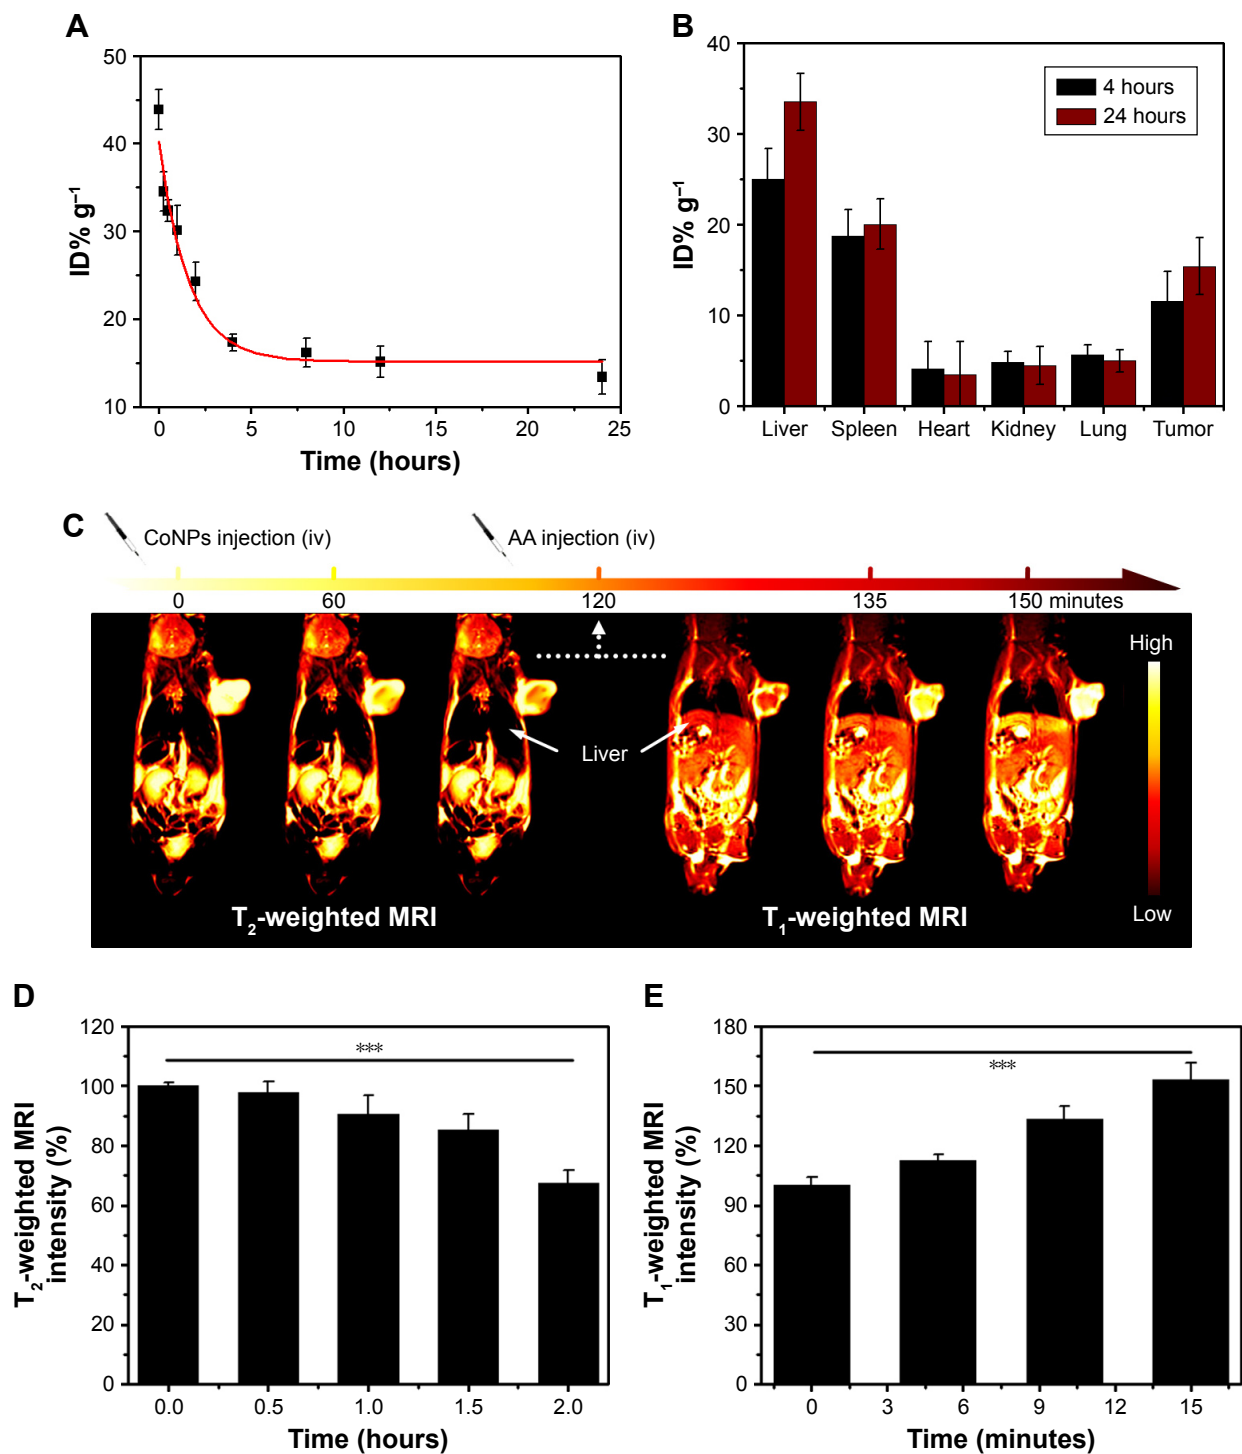 A
50
40
30
20
10
ID% g⁻¹
0
5
10
15
20
25
Time (hours)
B
40
30
20
10
0
ID% g⁻¹
4 hours
24 hours
Liver
Spleen
Heart
Kidney
Lung
Tumor
C
CoNPs injection (iv)
AA injection (iv)
0
60
120
135
150 minutes
Liver
High
Low
T₂-weighted MRI
T₁-weighted MRI
D
120
100
80
60
40
20
0
T₂-weighted MRI
intensity (%)
***
0.0
0.5
1.0
1.5
2.0
Time (hours)
E
180
150
120
90
60
30
0
T₁-weighted MRI
intensity (%)
***
0
3
6
9
12
15
Time (minutes)